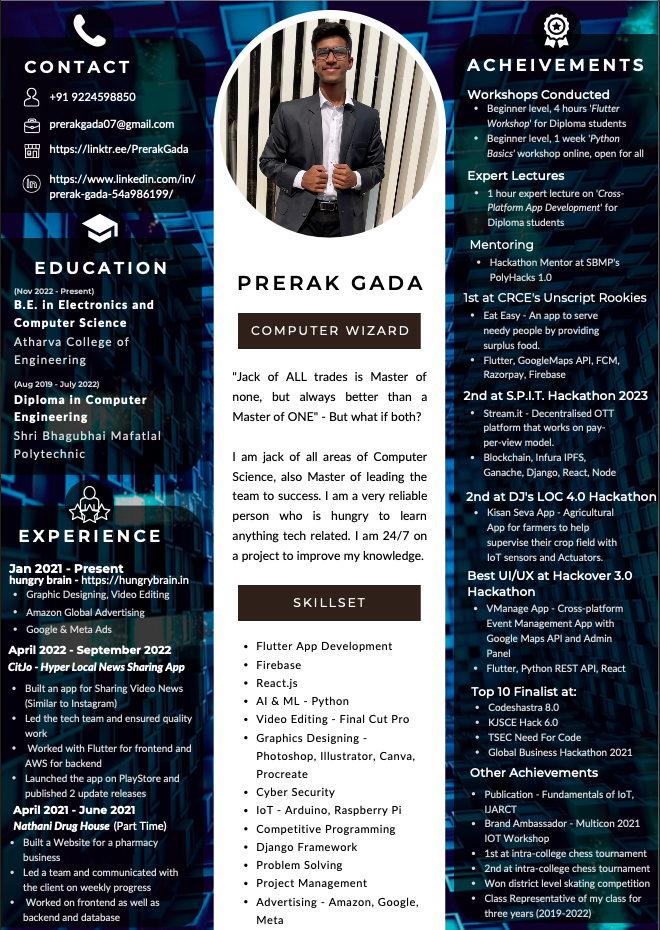 CONTACT
+91 9224598850
prerakgada07@gmail.com
https://linktr.ee/PrerakGada
https://www.linkedin.com/in/
prerak-gada-54a986199/
EDUCATION
(Nov 2022 - Present)
B.E. in Electronics and
Computer Science
Atharva College of
Engineering
(Aug 2019 - July 2022)
Diploma in Computer
Engineering
Shri Bhagubhai Mafatlal
Polytechnic
EXPERIENCE
Jan 2021 - Present
hungry brain - https://hungrybrain.in
• Graphic Designing, Video Editing
• Amazon Global Advertising
• Google & Meta Ads
April 2022 - September 2022
CitJo - Hyper Local News Sharing App
• Built an app for Sharing Video News
(Similar to Instagram)
• Led the tech team and ensured quality
work
• Worked with Flutter for frontend and
AWS for backend
• Launched the app on PlayStore and
published 2 update releases
April 2021 - June 2021
Nathani Drug House (Part Time)
• Built a Website for a pharmacy
business
• Led a team and communicated with
the client on weekly progress
• Worked on frontend as well as
backend and database
PRERAK GADA
COMPUTER WIZARD
"Jack of ALL trades is Master of
none, but always better than a
Master of ONE" - But what if both?
I am jack of all areas of Computer
Science, also Master of leading the
team to success. I am a very reliable
person who is hungry to learn
anything tech related. I am 24/7 on
a project to improve my knowledge.
SKILLSET
• Flutter App Development
• Firebase
• React.js
• AI & ML - Python
• Video Editing - Final Cut Pro
• Graphics Designing -
Photoshop, Illustrator, Canva,
Procreate
• Cyber Security
• IoT - Arduino, Raspberry Pi
• Competitive Programming
• Django Framework
• Problem Solving
• Project Management
• Advertising - Amazon, Google,
Meta
ACHEIVEMENTS
Workshops Conducted
• Beginner level, 4 hours 'Flutter
Workshop' for Diploma students
• Beginner level, 1 week 'Python
Basics' workshop online, open for all
Expert Lectures
• 1 hour expert lecture on 'Cross-
Platform App Development' for
Diploma students
Mentoring
• Hackathon Mentor at SBMP's
PolyHacks 1.0
1st at CRCE's Unscript Rookies
• Eat Easy - An app to serve
needy people by providing
surplus food.
• Flutter, GoogleMaps API, FCM,
Razorpay, Firebase
2nd at S.P.I.T. Hackathon 2023
• Stream.it - Decentralised OTT
platform that works on pay-
per-view model.
• Blockchain, Infura IPFS,
Ganache, Django, React, Node
2nd at DJ's LOC 4.0 Hackathon
• Kisan Seva App - Agricultural
App for farmers to help
supervise their crop field with
IoT sensors and Actuators.
Best UI/UX at Hackover 3.0
Hackathon
• VManage App - Cross-platform
Event Management App with
Google Maps API and Admin
Panel
• Flutter, Python REST API, React
Top 10 Finalist at:
• Codeshastra 8.0
• KJSCE Hack 6.0
• TSEC Need For Code
• Global Business Hackathon 2021
Other Achievements
• Publication - Fundamentals of IoT,
IJARCT
• Brand Ambassador - Multicon 2021
IOT Workshop
• 1st at intra-college chess tournament
• 2nd at intra-college chess tournament
• Won district level skating competition
• Class Representative of my class for
three years (2019-2022)